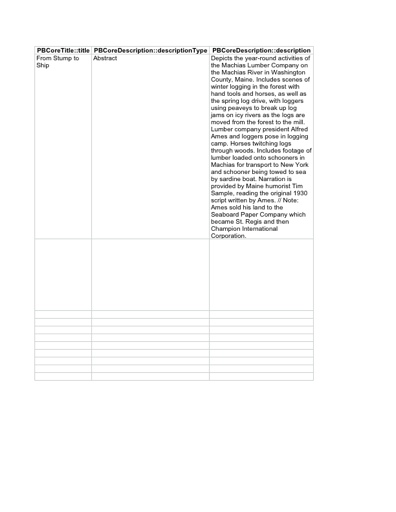 PBCoreTitle::title PBCoreDescription::descriptionType PBCoreDescription::description
From Stump to
Ship
Abstract
Depicts the year-round activities of
the Machias Lumber Company on
the Machias River in Washington
County, Maine. Includes scenes of
winter logging in the forest with
hand tools and horses, as well as
the spring log drive, with loggers
using peaveys to break up log
jams on icy rivers as the logs are
moved from the forest to the mill.
Lumber company president Alfred
Ames and loggers pose in logging
camp. Horses twitching logs
through woods. Includes footage of
lumber loaded onto schooners in
Machias for transport to New York
and schooner being towed to sea
by sardine boat. Narration is
provided by Maine humorist Tim
Sample, reading the original 1930
script written by Ames. // Note:
Ames sold his land to the
Seaboard Paper Company which
became St. Regis and then
Champion International
Corporation.